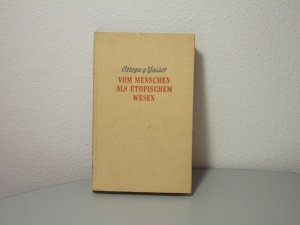 Ortega y Gasset
VOM MENSCHEN
ALS UTOPISCHEM
WESEN